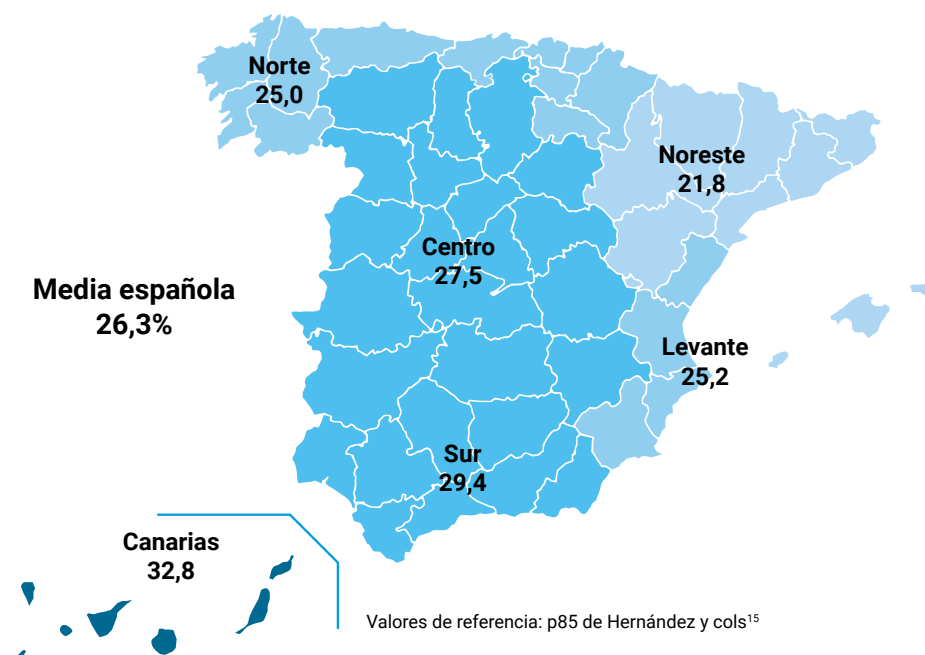 Norte
25,0
Noreste
21,8
Centro
27,5
Media española
26,3%
Levante
25,2
Sur
29,4
Canarias
32,8
Valores de referencia: p85 de Hernández y cols¹⁵